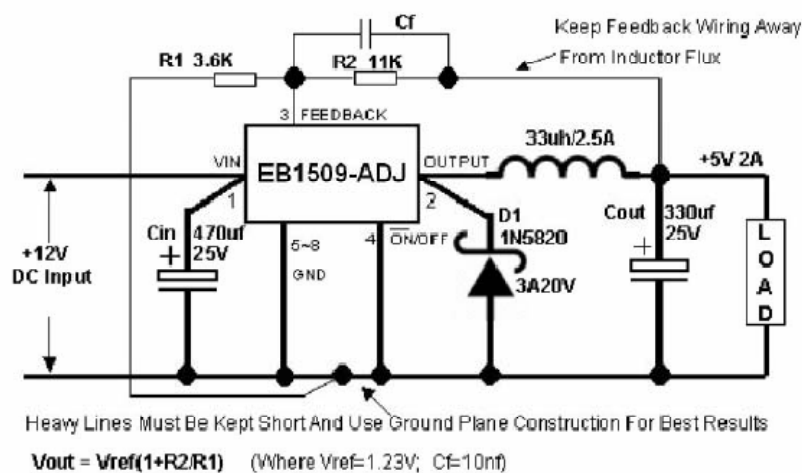 Cf
Keep Feedback Wiring Away
From Inductor Flux
R1 3.6K
R2 11K
3 FEEDBACK
33uh/2.5A
VIN
EB1509-ADJ
OUTPUT
+5V 2A
1
2
D1
1N5820
Cin
470uf
25V
5~8
GND
4
ON/OFF
Cout
330uf
25V
+12V
DC Input
3A20V
+
+
LOAD
Heavy Lines Must Be Kept Short And Use Ground Plane Construction For Best Results
Vout = Vref(1+R2/R1) (Where Vref=1.23V; Cf=10nf)